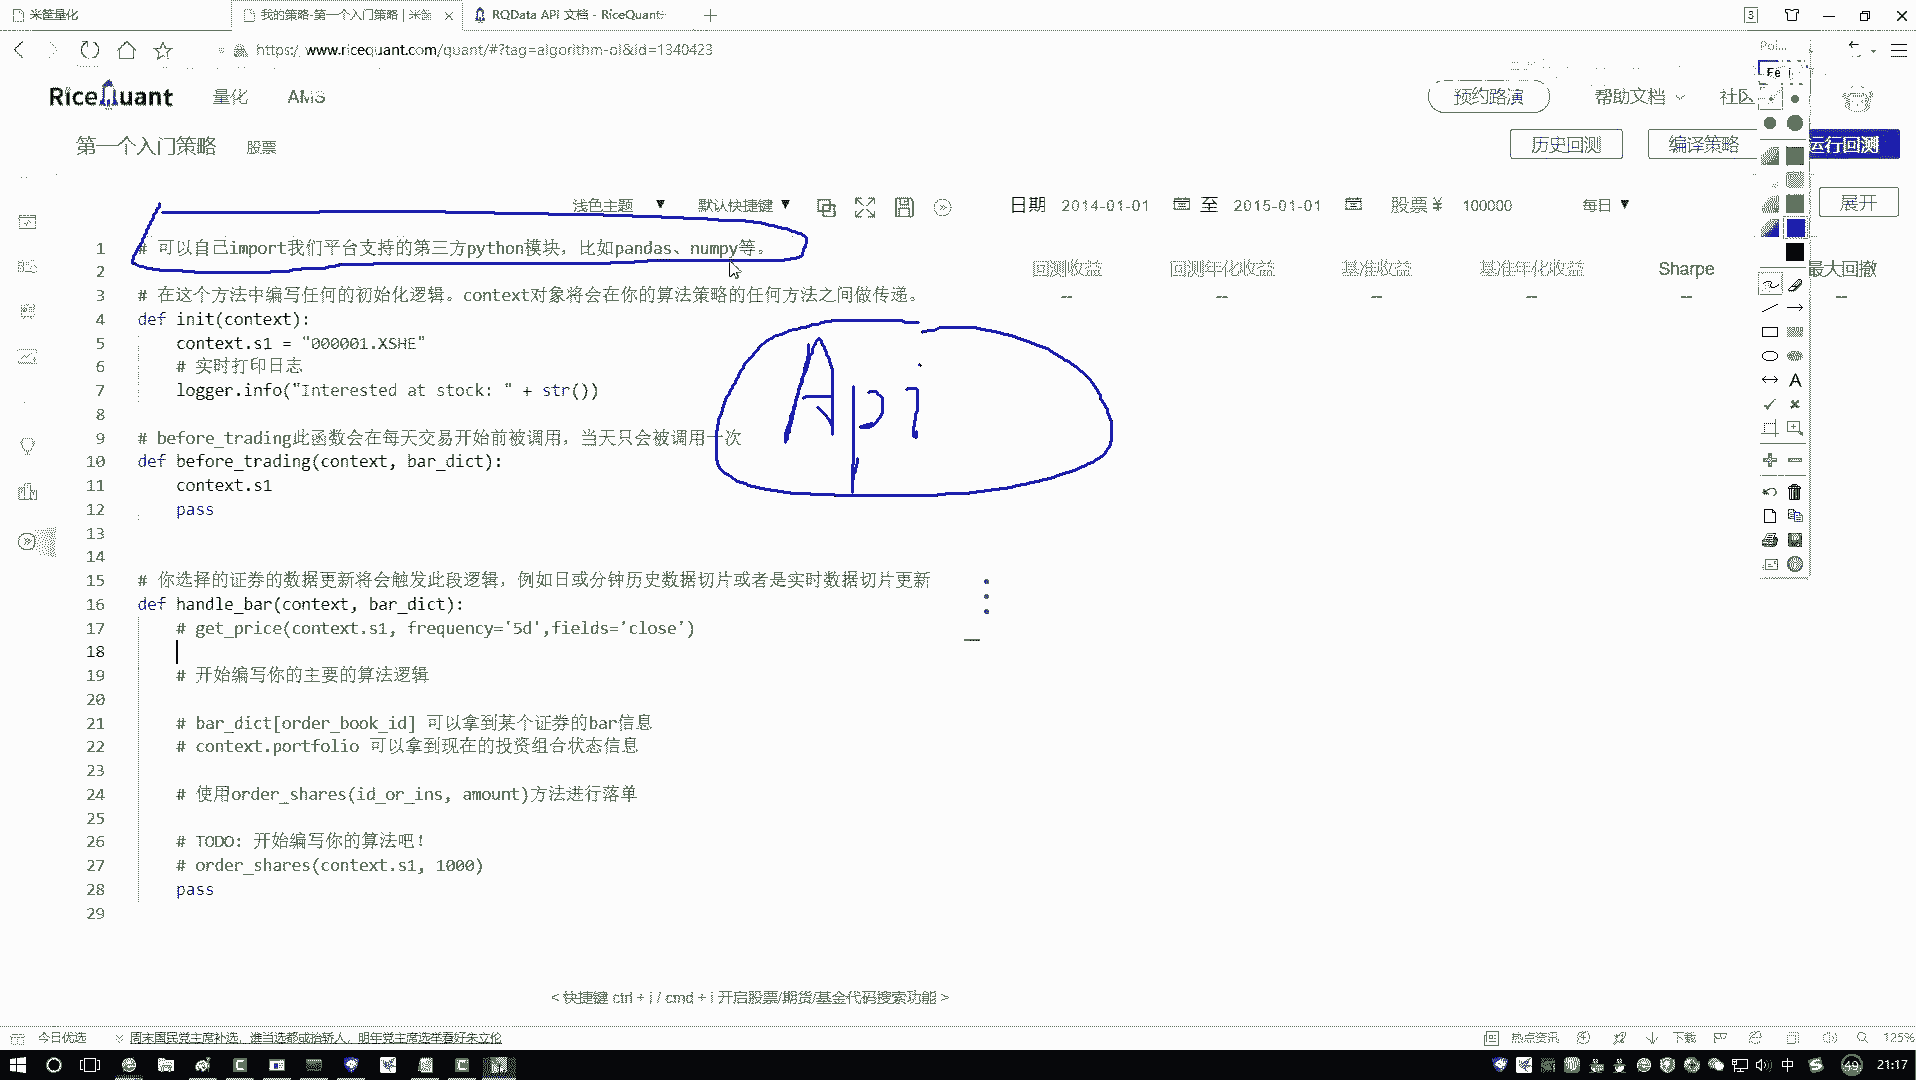 米筐量化
我的策略-第一个入门策略 | 米筐
RQData API 文档 - RiceQuant
3
https:/ www.ricequant.com/quant/#?tag=algorithm-ol&id=1340423
Poi...
RiceQuant 量化 AMS 预约路演 帮助文档 社区
第一个入门策略 股票 历史回测 编译策略 运行回测
浅色主题 ▼ 默认快捷键 ▼ 日期 2014-01-01 至 2015-01-01 股票 ¥ 100000 每日 ▼ 展开
1 # 可以自己import我们平台支持的第三方python模块，比如pandas、numpy等。
回测收益 回测年化收益 基准收益 基准年化收益 Sharpe 最大回撤
-- -- -- -- -- --
2
3 # 在这个方法中编写任何的初始化逻辑。context对象将会在你的算法策略的任何方法之间做传递。
4 def init(context):
5 context.s1 = "000001.XSHE"
6 # 实时打印日志
7 logger.info("Interested at stock: " + str())
Api
8
9 # before_trading此函数会在每天交易开始前被调用，当天只会被调用一次
10 def before_trading(context, bar_dict):
11 context.s1
12 pass
13
14
15 # 你选择的证券的数据更新将会触发此段逻辑，例如日或分钟历史数据切片或者是实时数据切片更新
16 def handle_bar(context, bar_dict):
17 # get_price(context.s1, frequency='5d',fields='close')
18
19 # 开始编写你的主要的算法逻辑
20
21 # bar_dict[order_book_id] 可以拿到某个证券的bar信息
22 # context.portfolio 可以拿到现在的投资组合状态信息
23
24 # 使用order_shares(id_or_ins, amount)方法进行落单
25
26 # TODO: 开始编写你的算法吧！
27 # order_shares(context.s1, 1000)
28 pass
29
< 快捷键 ctrl + i / cmd + i 开启股票/期货/基金代码搜索功能 >
今日优选 周末国民党主席补选，谁当选都成抬轿人，明年党主席选举看好朱立伦 热点资讯 下载 125%
中 49 21:17